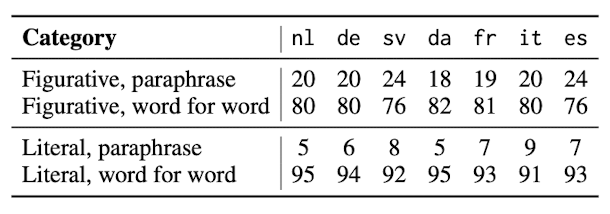 Category nl de sv da fr it es
Figurative, paraphrase 20 20 24 18 19 20 24
Figurative, word for word 80 80 76 82 81 80 76
Literal, paraphrase 5 6 8 5 7 9 7
Literal, word for word 95 94 92 95 93 91 93